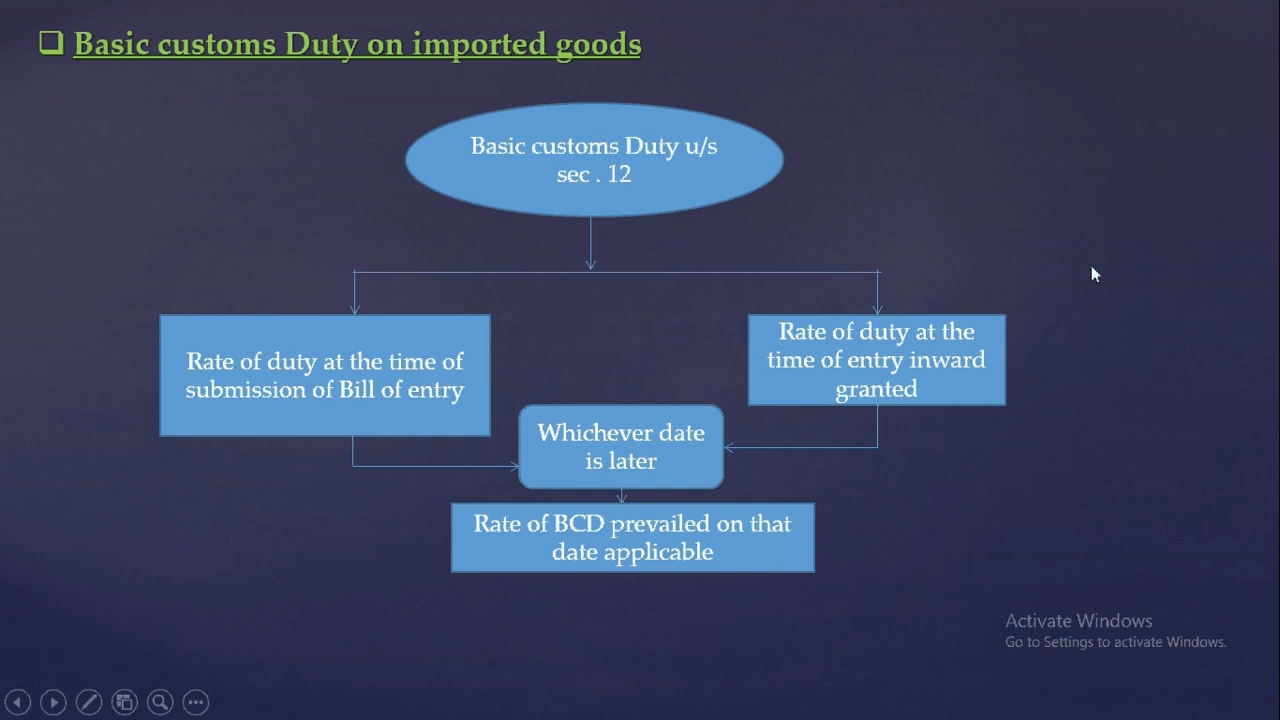 Basic customs Duty on imported goods
Basic customs Duty u/s
sec . 12
Rate of duty at the time of
submission of Bill of entry
Rate of duty at the
time of entry inward
granted
Whichever date
is later
Rate of BCD prevailed on that
date applicable
Activate Windows
Go to Settings to activate Windows.